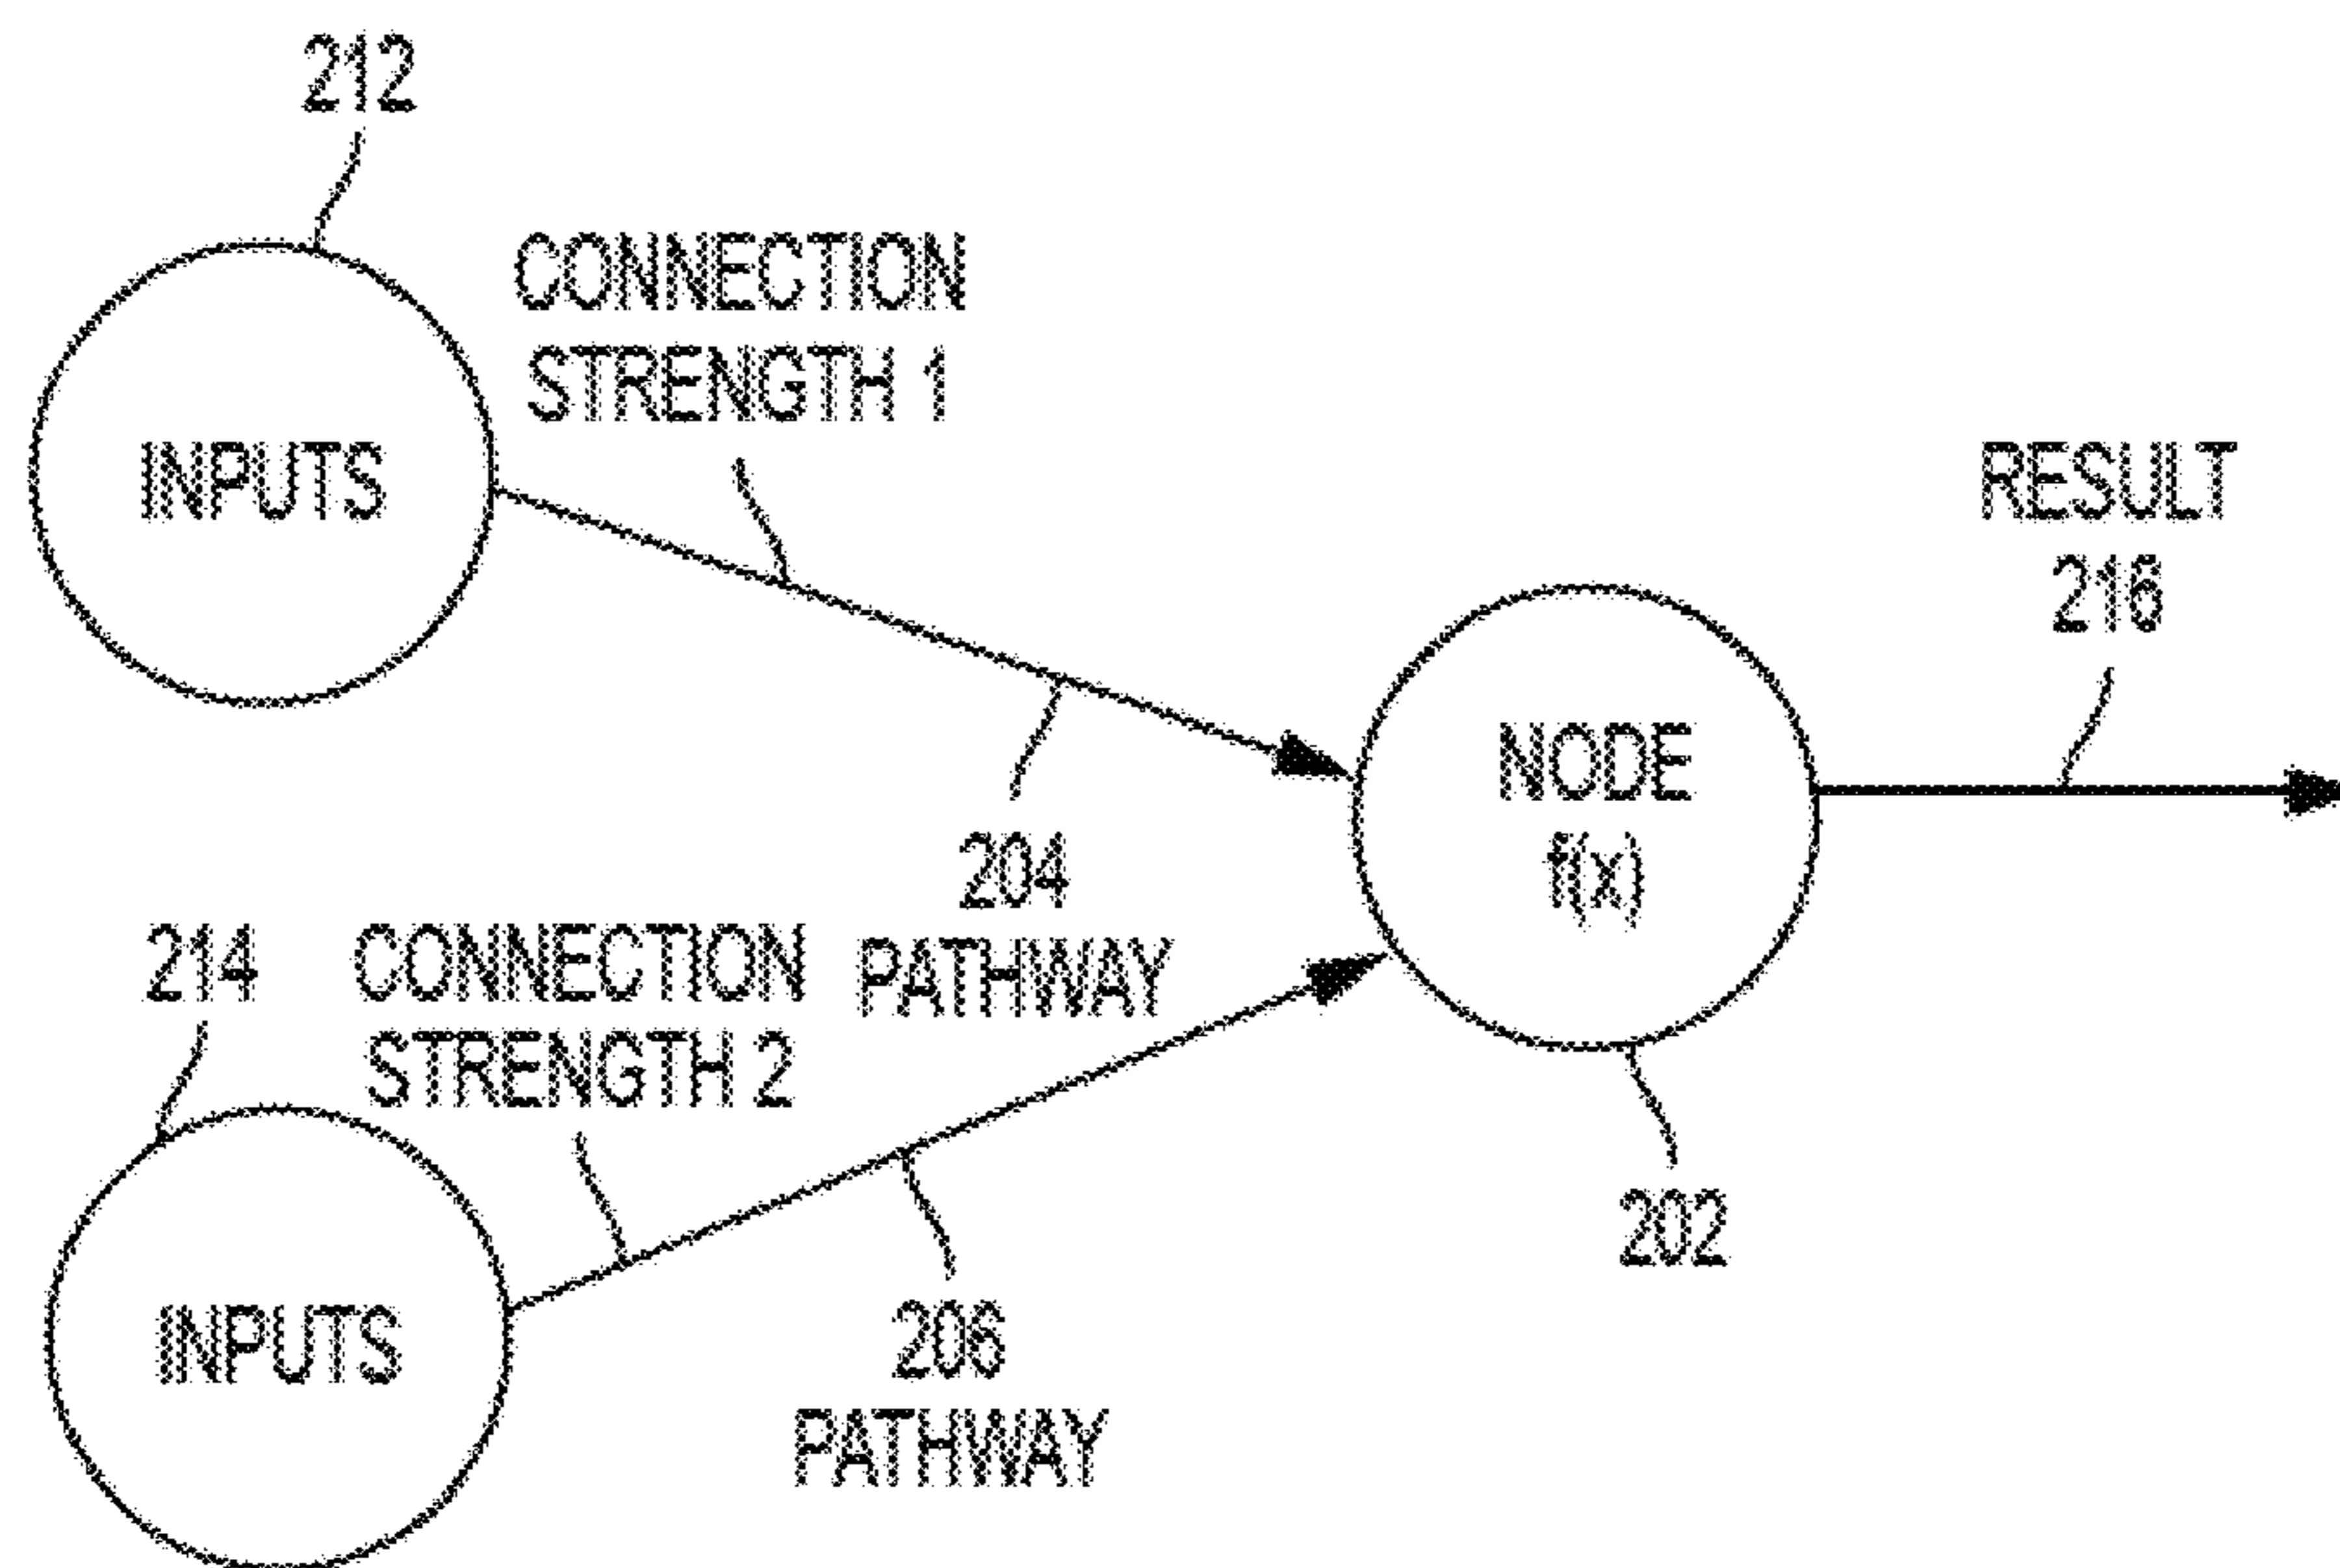 212
CONNECTION
STRENGTH 1
INPUTS
RESULT
216
NODE
f(x)
204
PATHWAY
214
CONNECTION
STRENGTH 2
202
INPUTS
206
PATHWAY